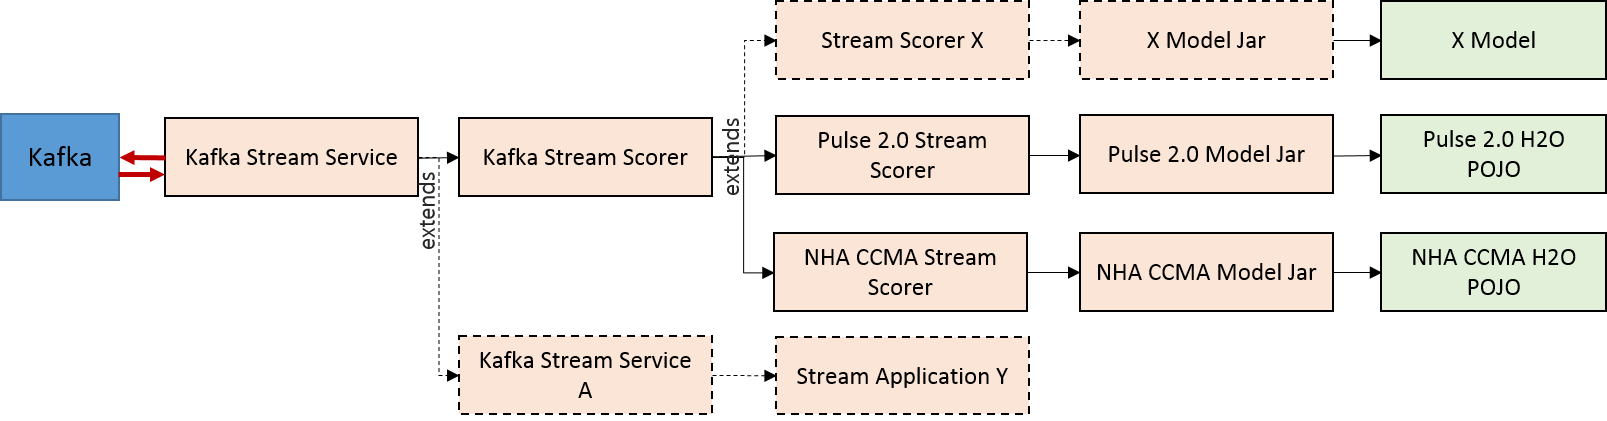 Stream Scorer X
X Model Jar
X Model
Kafka
Kafka Stream Service
extends
Kafka Stream Scorer
extends
Pulse 2.0 Stream
Scorer
Pulse 2.0 Model Jar
Pulse 2.0 H2O
POJO
NHA CCMA Stream
Scorer
NHA CCMA Model Jar
NHA CCMA H2O
POJO
Kafka Stream Service
A
Stream Application Y